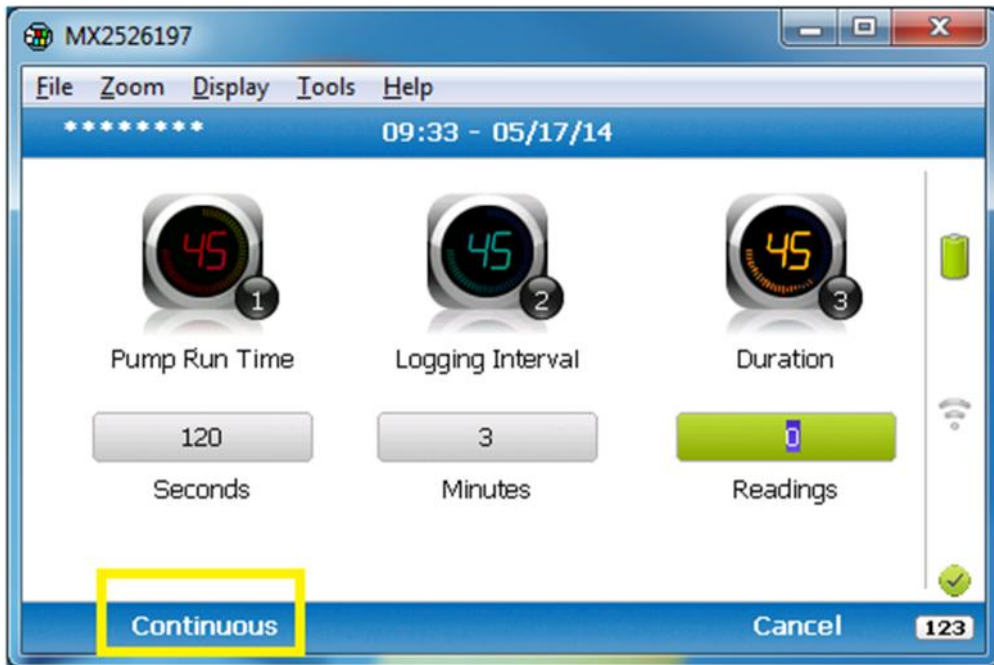 MX2526197
File Zoom Display Tools Help
******** 09:33 - 05/17/14
45 1 45 2 45 3
Pump Run Time Logging Interval Duration
120 3 0
Seconds Minutes Readings
Continuous Cancel 123